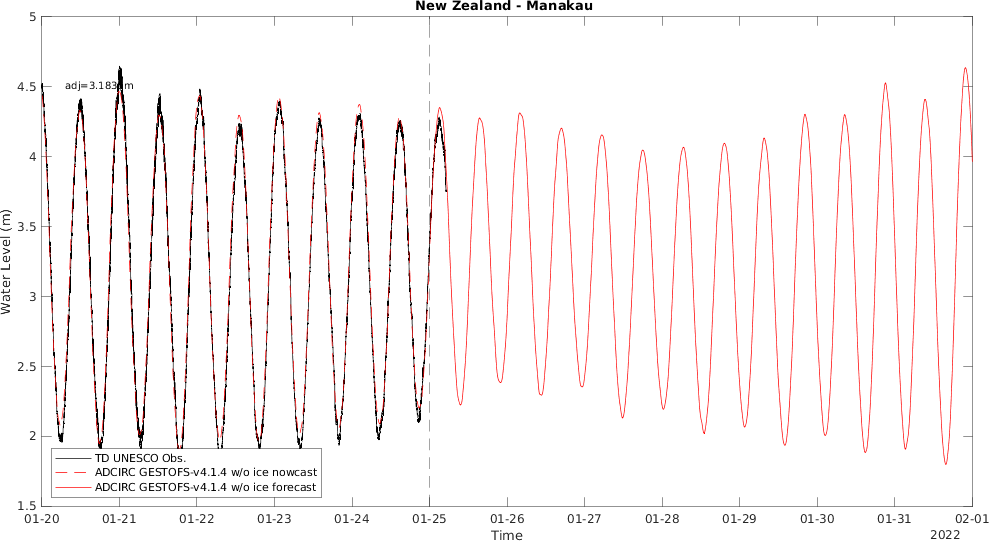 New Zealand - Manakau
5
4.5
4
3.5
3
2.5
2
1.5
Water Level (m)
adj=3.183 m
TD UNESCO Obs.
ADCIRC GESTOFS-v4.1.4 w/o ice nowcast
ADCIRC GESTOFS-v4.1.4 w/o ice forecast
01-20 01-21 01-22 01-23 01-24 01-25 01-26 01-27 01-28 01-29 01-30 01-31 02-01
Time
2022